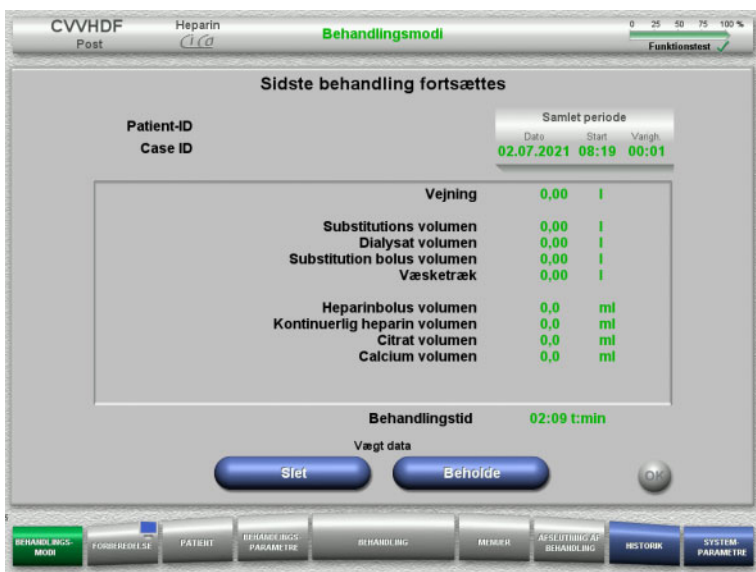 CVVHDF
Post
Heparin
Ci Ca
Behandlingsmodi
0 25 50 75 100 %
Funktionstest
Sidste behandling fortsættes
Patient-ID
Case ID
Samlet periode
Dato Start Varigh.
02.07.2021 08:19 00:01
Vejning 0,00 l
Substitutions volumen 0,00 l
Dialysat volumen 0,00 l
Substitution bolus volumen 0,00 l
Væsketræk 0,00 l
Heparinbolus volumen 0,0 ml
Kontinuerlig heparin volumen 0,0 ml
Citrat volumen 0,0 ml
Calcium volumen 0,0 ml
Behandlingstid 02:09 t:min
Vægt data
Slet
Beholde
OK
BEHANDLINGS-
MODI
FORBEREDELSE
PATIENT
BEHANDLINGS-
PARAMETRE
BEHANDLING
MENUER
AFSLUTNING AF
BEHANDLING
HISTORIK
SYSTEM-
PARAMETRE